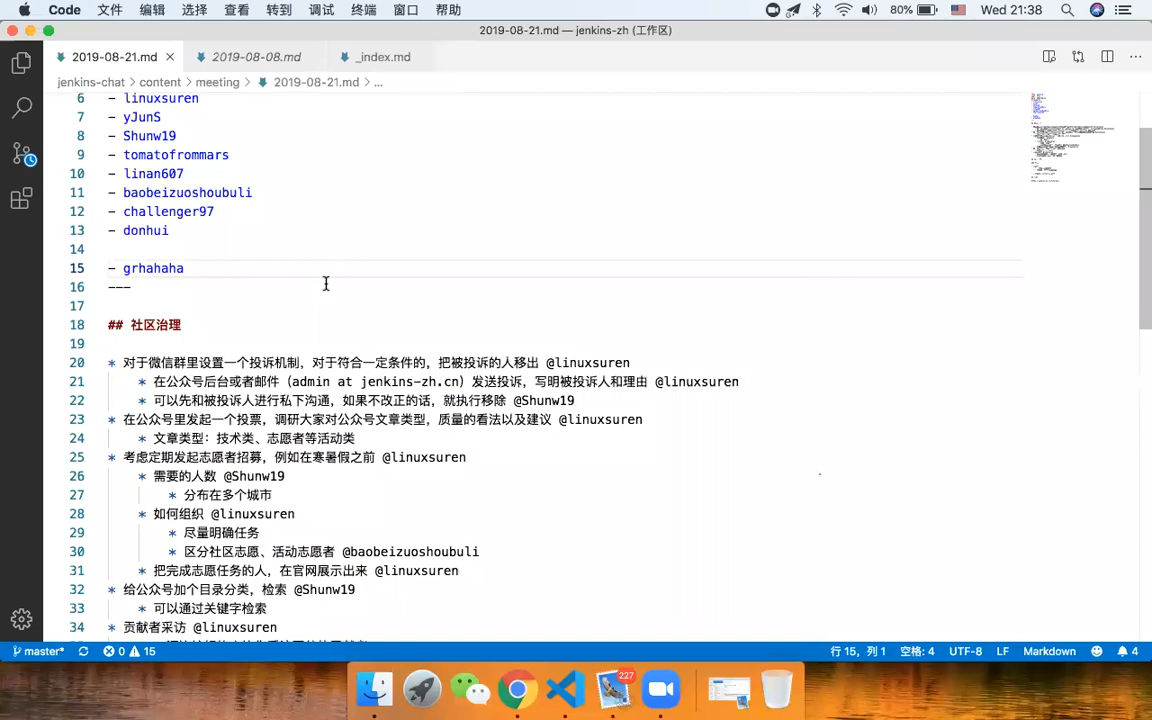 Code 文件 编辑 选择 查看 转到 调试 终端 窗口 帮助 80% Wed 21:38
2019-08-21.md — jenkins-zh (工作区)
2019-08-21.md 2019-08-08.md _index.md
jenkins-chat > content > meeting > 2019-08-21.md > ...
6 - linuxsuren
7 - yJunS
8 - Shunw19
9 - tomatofrommars
10 - linan607
11 - baobeizuoshoubuli
12 - challenger97
13 - donhui
14
15 - grhahaha
16 ---
17
18 ## 社区治理
19
20 * 对于微信群里设置一个投诉机制，对于符合一定条件的，把被投诉的人移出 @linuxsuren
21 * 在公众号后台或者邮件（admin at jenkins-zh.cn）发送投诉，写明被投诉人和理由 @linuxsuren
22 * 可以先和被投诉人进行私下沟通，如果不改正的话，就执行移除 @Shunw19
23 * 在公众号里发起一个投票，调研大家对公众号文章类型，质量的看法以及建议 @linuxsuren
24 * 文章类型：技术类、志愿者等活动类
25 * 考虑定期发起志愿者招募，例如在寒暑假之前 @linuxsuren
26 * 需要的人数 @Shunw19
27 * 分布在多个城市
28 * 如何组织 @linuxsuren
29 * 尽量明确任务
30 * 区分社区志愿、活动志愿者 @baobeizuoshoubuli
31 * 把完成志愿任务的人，在官网展示出来 @linuxsuren
32 * 给公众号加个目录分类，检索 @Shunw19
33 * 可以通过关键字检索
34 * 贡献者采访 @linuxsuren
master* 0 15 行 15，列 1 空格: 4 UTF-8 LF Markdown 4
227